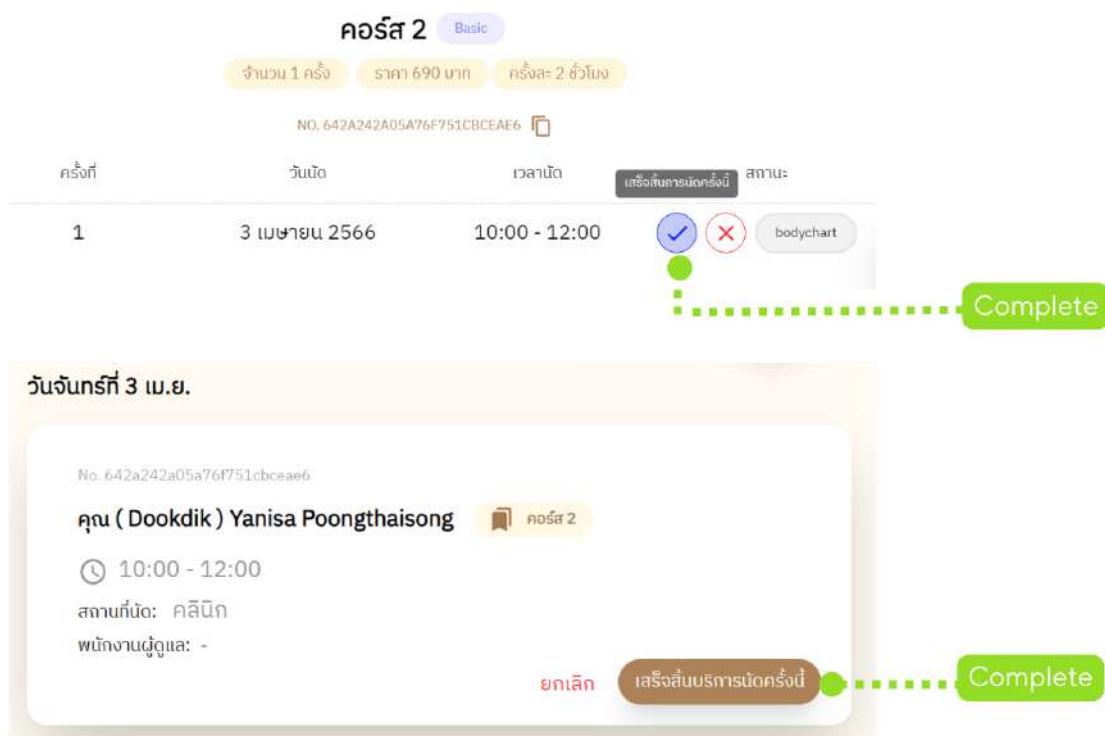 คอร์ส 2 Basic
จำนวน 1 ครั้ง ราคา 690 บาท ครั้งละ 2 ชั่วโมง
NO. 642A242A05A76F751CBCEAE6
ครั้งที่ วันนัด เวลานัด สถานะ
เสร็จสิ้นการนัดครั้งนี้
1 3 เมษายน 2566 10:00 - 12:00 bodychart
Complete
วันจันทร์ที่ 3 เม.ย.
No. 642a242a05a76f751cbceae6
คุณ ( Dookdik ) Yanisa Poongthaisong คอร์ส 2
10:00 - 12:00
สถานที่นัด: คลินิก
พนักงานผู้ดูแล: -
ยกเลิก เสร็จสิ้นบริการนัดครั้งนี้ Complete